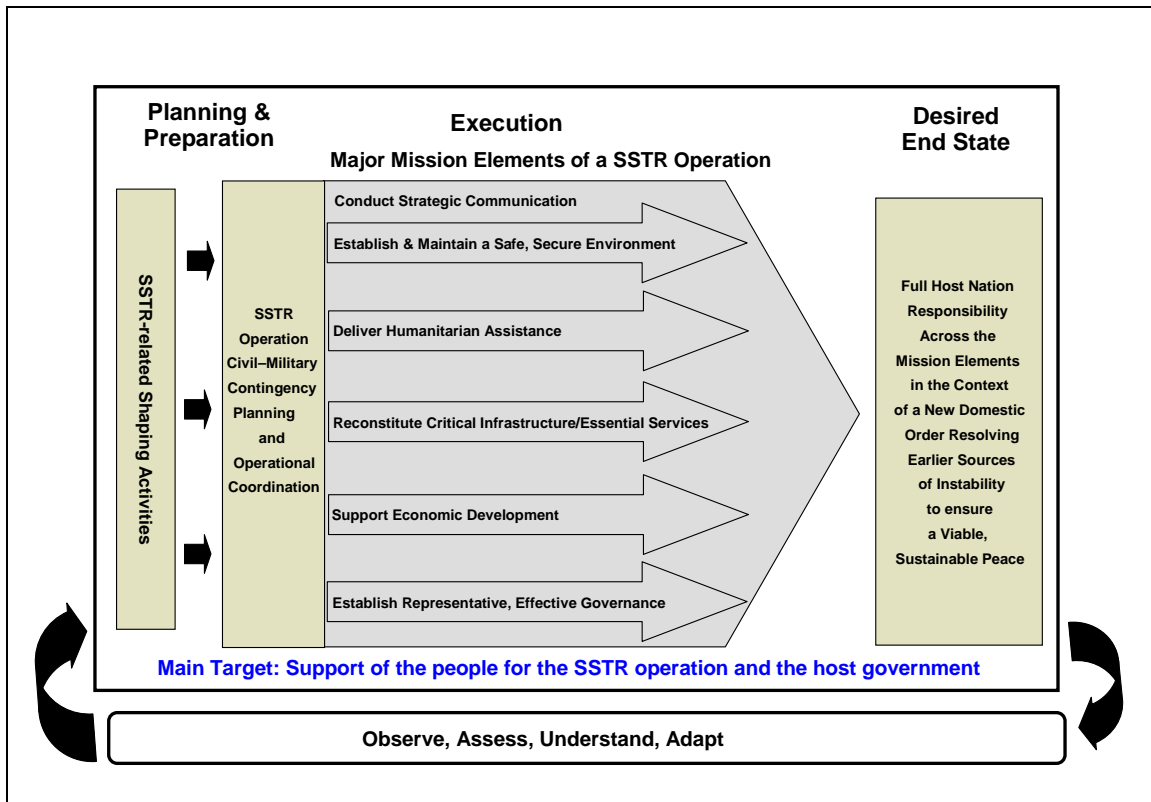 Planning &
Preparation
Execution
Major Mission Elements of a SSTR Operation
Desired
End State
SSTR-related Shaping Activities
SSTR
Operation
Civil–Military
Contingency
Planning
and
Operational
Coordination
Conduct Strategic Communication
Establish & Maintain a Safe, Secure Environment
Deliver Humanitarian Assistance
Reconstitute Critical Infrastructure/Essential Services
Support Economic Development
Establish Representative, Effective Governance
Full Host Nation
Responsibility
Across the
Mission Elements
in the Context
of a New Domestic
Order Resolving
Earlier Sources
of Instability
to ensure
a Viable,
Sustainable Peace
Main Target: Support of the people for the SSTR operation and the host government
Observe, Assess, Understand, Adapt